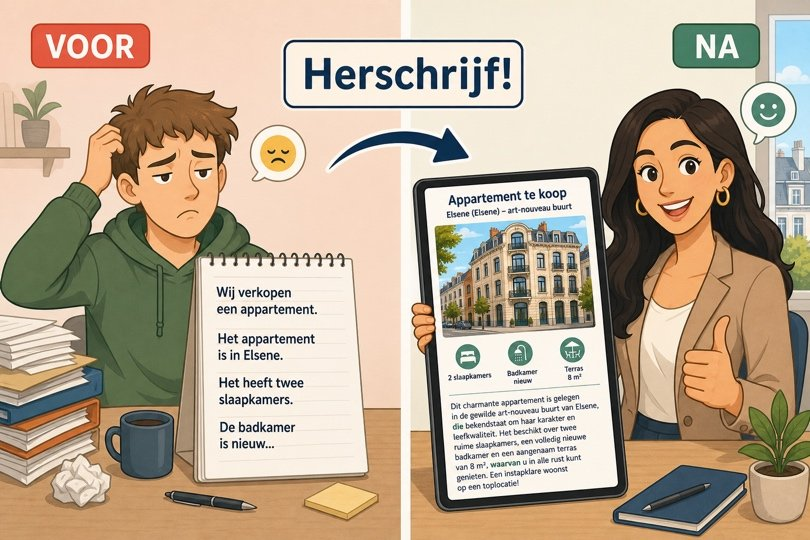 VOOR
Herschrijf!
NA
Wij verkopen
een appartement.
Het appartement
is in Elsene.
Het heeft twee
slaapkamers.
De badkamer
is nieuw...
Appartement te koop
Elsene (Elsene) – art-nouveau buurt
2 slaapkamers
Badkamer
nieuw
Terras
8 m²
Dit charmante appartement is gelegen
in de gewilde art-nouveau buurt van Elsene,
die bekendstaat om haar karakter en
leefkwaliteit. Het beschikt over twee
ruime slaapkamers, een volledig nieuwe
badkamer en een aangenaam terras
van 8 m², waarvan u in alle rust kunt
genieten. Een instapklare woonst
op een toplocatie!